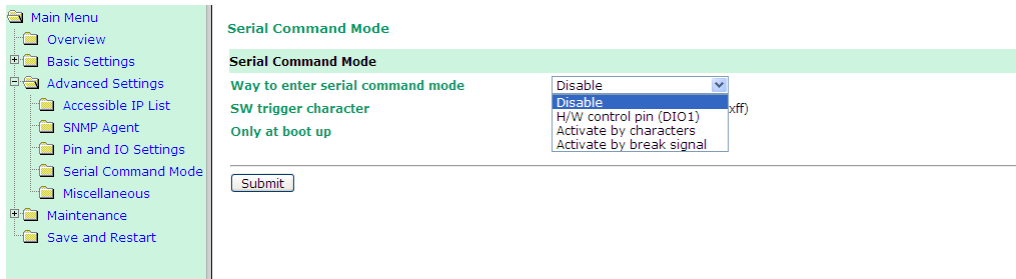 Main Menu
Overview
Basic Settings
Advanced Settings
Accessible IP List
SNMP Agent
Pin and IO Settings
Serial Command Mode
Miscellaneous
Maintenance
Save and Restart
Serial Command Mode
Serial Command Mode
Way to enter serial command mode Disable
Disable
H/W control pin (DIO1)
Activate by characters
Activate by break signal
SW trigger character xff)
Only at boot up
Submit